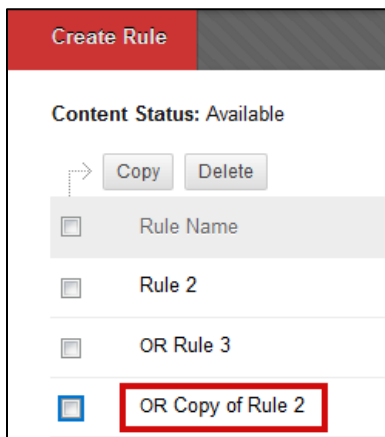 Create Rule
Content Status: Available
Copy Delete
Rule Name
Rule 2
OR Rule 3
OR Copy of Rule 2